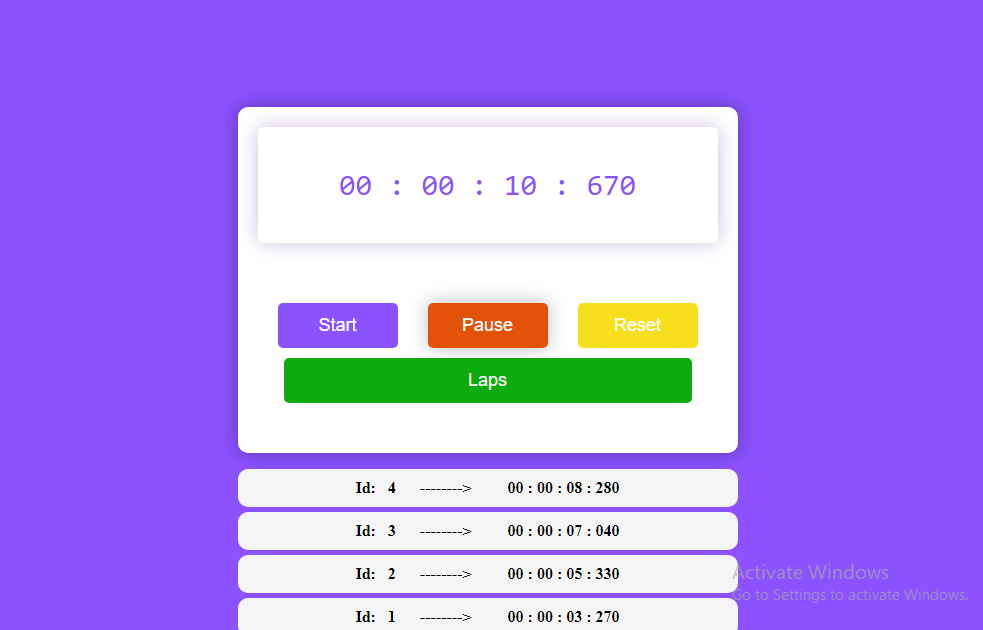 00 : 00 : 10 : 670
Start Pause Reset
Laps
Id: 4 --------> 00 : 00 : 08 : 280
Id: 3 --------> 00 : 00 : 07 : 040
Id: 2 --------> 00 : 00 : 05 : 330
Activate Windows
Go to Settings to activate Windows.
Id: 1 --------> 00 : 00 : 03 : 270